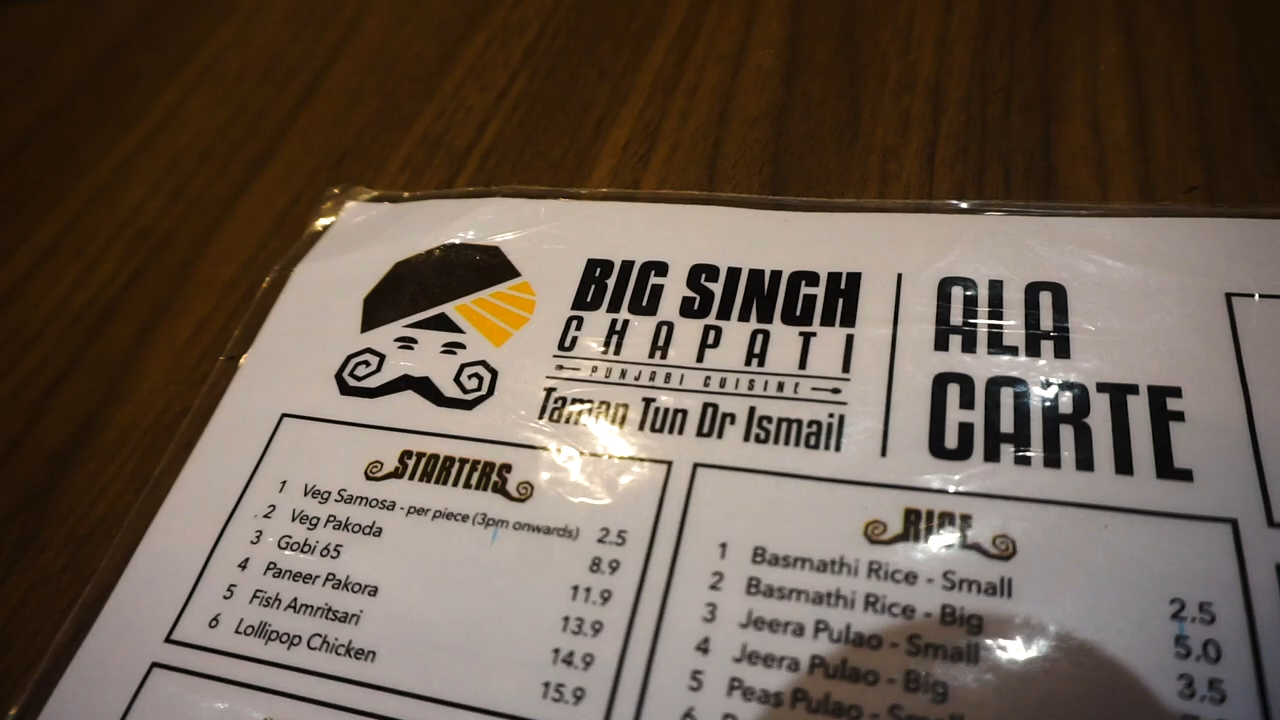 BIG SINGH
CHAPATI
PUNJABI CUISINE
Taman Tun Dr Ismail
ALA
CARTE
STARTERS
1 Veg Samosa - per piece (3pm onwards) 2.5
2 Veg Pakoda 8.9
3 Gobi 65 11.9
4 Paneer Pakora 13.9
5 Fish Amritsari 14.9
6 Lollipop Chicken 15.9
RICE
1 Basmathi Rice - Small 2.5
2 Basmathi Rice - Big 5.0
3 Jeera Pulao - Small 3.5
4 Jeera Pulao - Big
5 Peas Pulao - Small
6